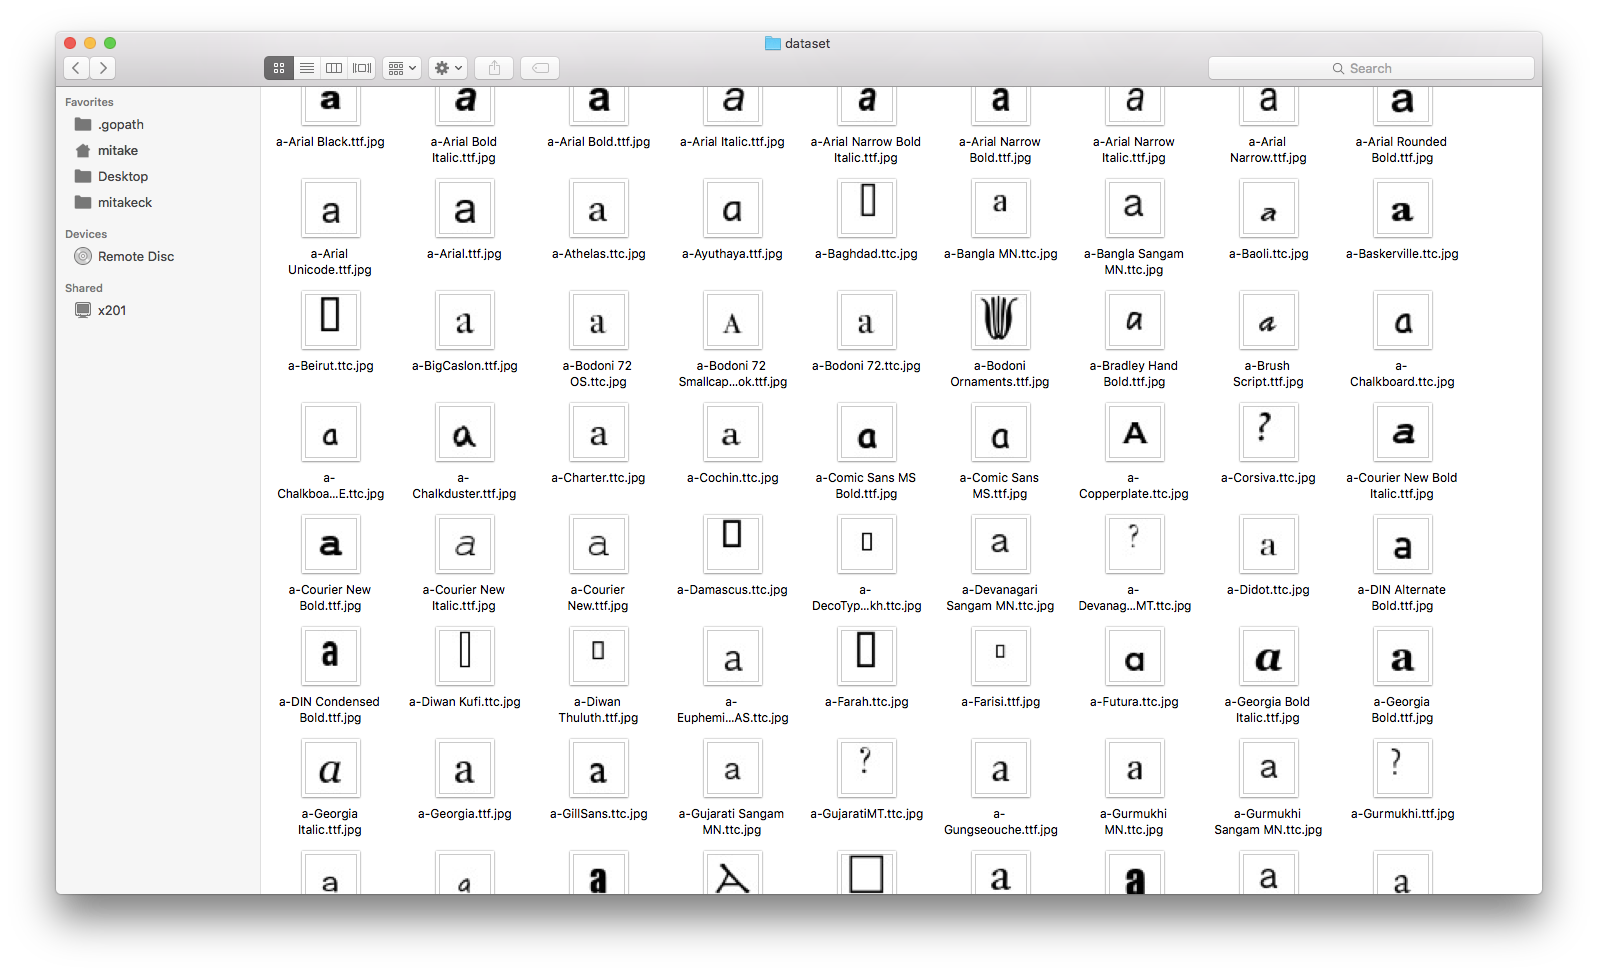 dataset
Search
Favorites
.gopath
mitake
Desktop
mitakeck
Devices
Remote Disc
Shared
x201
a a a a a a a a a
a-Arial Black.ttf.jpg
a-Arial Bold
Italic.ttf.jpg
a-Arial Bold.ttf.jpg
a-Arial Italic.ttf.jpg
a-Arial Narrow Bold
Italic.ttf.jpg
a-Arial Narrow
Bold.ttf.jpg
a-Arial Narrow
Italic.ttf.jpg
a-Arial
Narrow.ttf.jpg
a-Arial Rounded
Bold.ttf.jpg
a a a a a a a a
a-Arial
Unicode.ttf.jpg
a-Arial.ttf.jpg
a-Athelas.ttc.jpg
a-Ayuthaya.ttf.jpg
a-Baghdad.ttc.jpg
a-Bangla MN.ttc.jpg
a-Bangla Sangam
MN.ttc.jpg
a-Baoli.ttc.jpg
a-Baskerville.ttc.jpg
a a A a a a a
a-Beirut.ttc.jpg
a-BigCaslon.ttf.jpg
a-Bodoni 72
OS.ttc.jpg
a-Bodoni 72
Smallcap...ok.ttf.jpg
a-Bodoni 72.ttc.jpg
a-Bodoni
Ornaments.ttf.jpg
a-Bradley Hand
Bold.ttf.jpg
a-Brush
Script.ttf.jpg
a-
Chalkboard.ttc.jpg
a a a a a a A ? a
a-
Chalkboa...E.ttc.jpg
a-
Chalkduster.ttf.jpg
a-Charter.ttc.jpg
a-Cochin.ttc.jpg
a-Comic Sans MS
Bold.ttf.jpg
a-Comic Sans
MS.ttf.jpg
a-
Copperplate.ttc.jpg
a-Corsiva.ttc.jpg
a-Courier New Bold
Italic.ttf.jpg
a a a a ? a a
a-Courier New
Bold.ttf.jpg
a-Courier New
Italic.ttf.jpg
a-Courier
New.ttf.jpg
a-Damascus.ttc.jpg
a-
DecoTyp...kh.ttc.jpg
a-Devanagari
Sangam MN.ttc.jpg
a-
Devanag...MT.ttc.jpg
a-Didot.ttc.jpg
a-DIN Alternate
Bold.ttf.jpg
a a a a a
a-DIN Condensed
Bold.ttf.jpg
a-Diwan Kufi.ttc.jpg
a-Diwan
Thuluth.ttf.jpg
a-
Euphemi...AS.ttc.jpg
a-Farah.ttc.jpg
a-Farisi.ttf.jpg
a-Futura.ttc.jpg
a-Georgia Bold
Italic.ttf.jpg
a-Georgia
Bold.ttf.jpg
a a a a ? a a a ?
a-Georgia
Italic.ttf.jpg
a-Georgia.ttf.jpg
a-GillSans.ttc.jpg
a-Gujarati Sangam
MN.ttc.jpg
a-GujaratiMT.ttc.jpg
a-
Gungseouche.ttf.jpg
a-Gurmukhi
MN.ttc.jpg
a-Gurmukhi
Sangam MN.ttc.jpg
a-Gurmukhi.ttf.jpg
a a a A a a a a